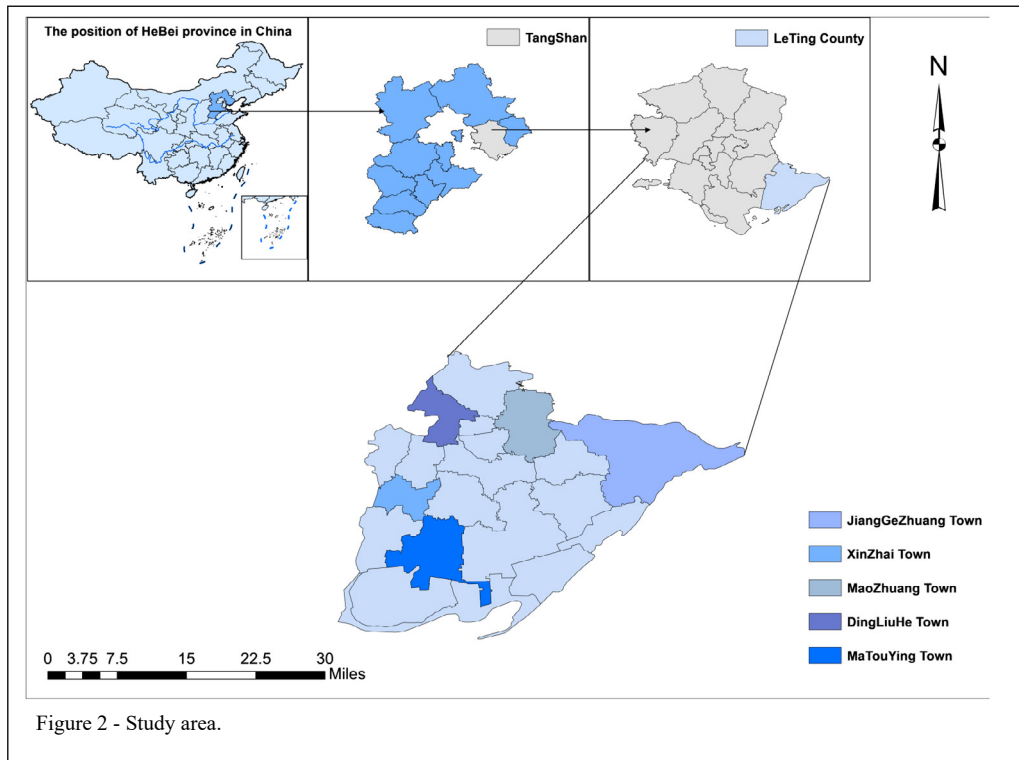 The position of HeBei province in China
TangShan
LeTing County
N
JiangGeZhuang Town
XinZhai Town
MaoZhuang Town
DingLiuHe Town
MaTouYing Town
0 3.75 7.5 15 22.5 30
Miles
Figure 2 - Study area.